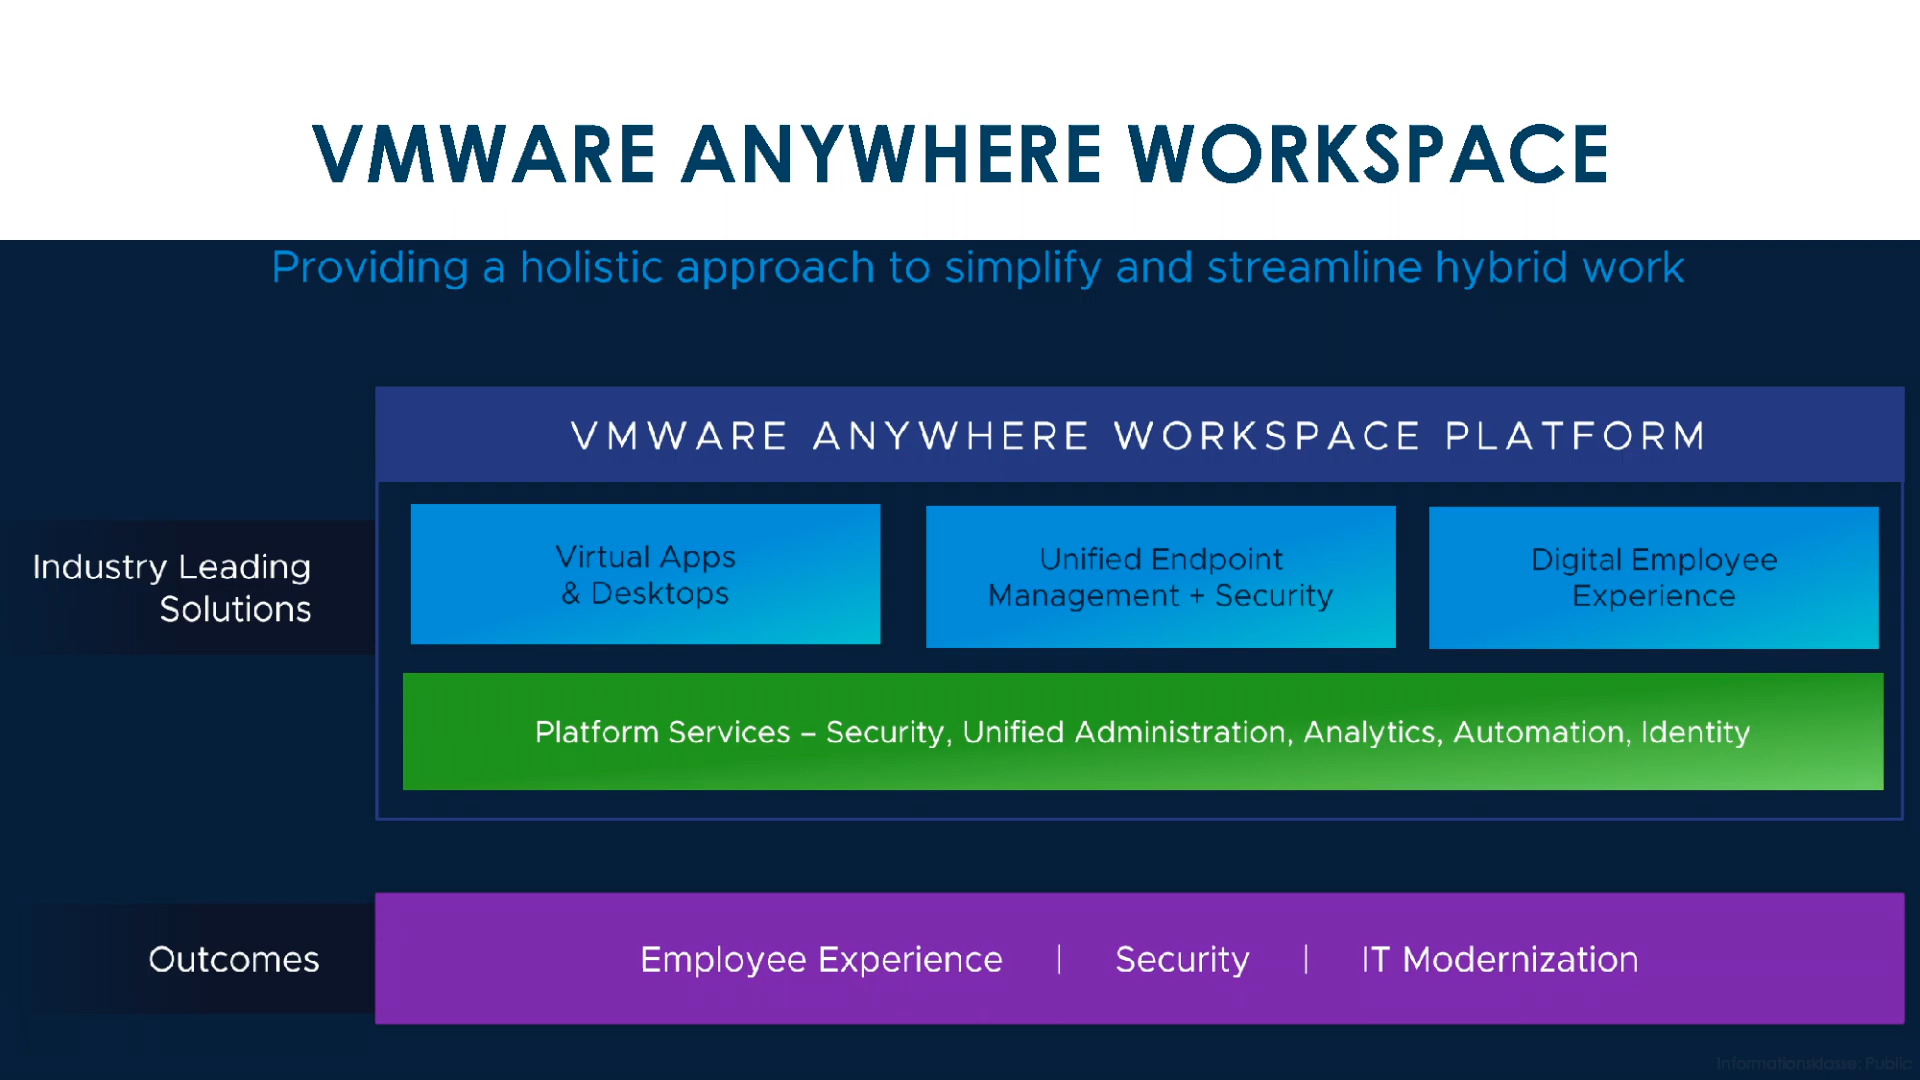 VMWARE ANYWHERE WORKSPACE
Providing a holistic approach to simplify and streamline hybrid work
VMWARE ANYWHERE WORKSPACE PLATFORM
Industry Leading
Solutions
Virtual Apps
& Desktops
Unified Endpoint
Management + Security
Digital Employee
Experience
Platform Services – Security, Unified Administration, Analytics, Automation, Identity
Outcomes
Employee Experience | Security | IT Modernization
Informationsklasse: Public